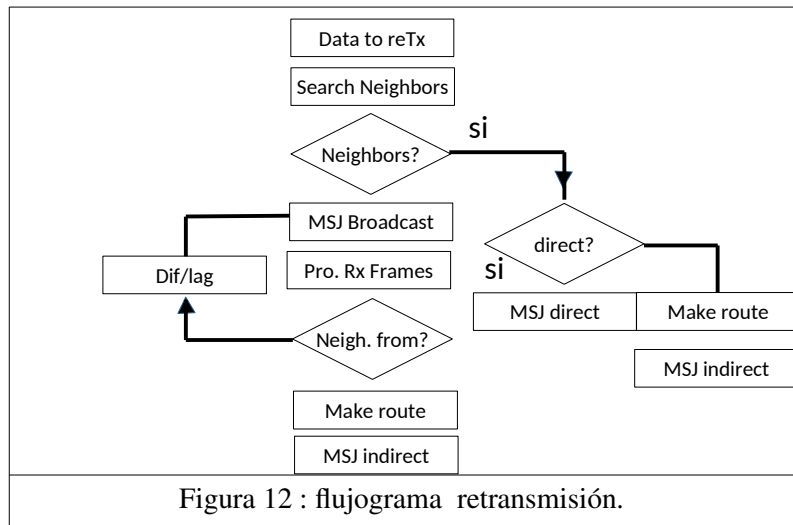 Data to reTx
Search Neighbors
si
Neighbors?
MSJ Broadcast
direct?
si
Dif/lag
Pro. Rx Frames
MSJ direct
Make route
Neigh. from?
MSJ indirect
Make route
MSJ indirect
Figura 12 : flujograma retransmisión.